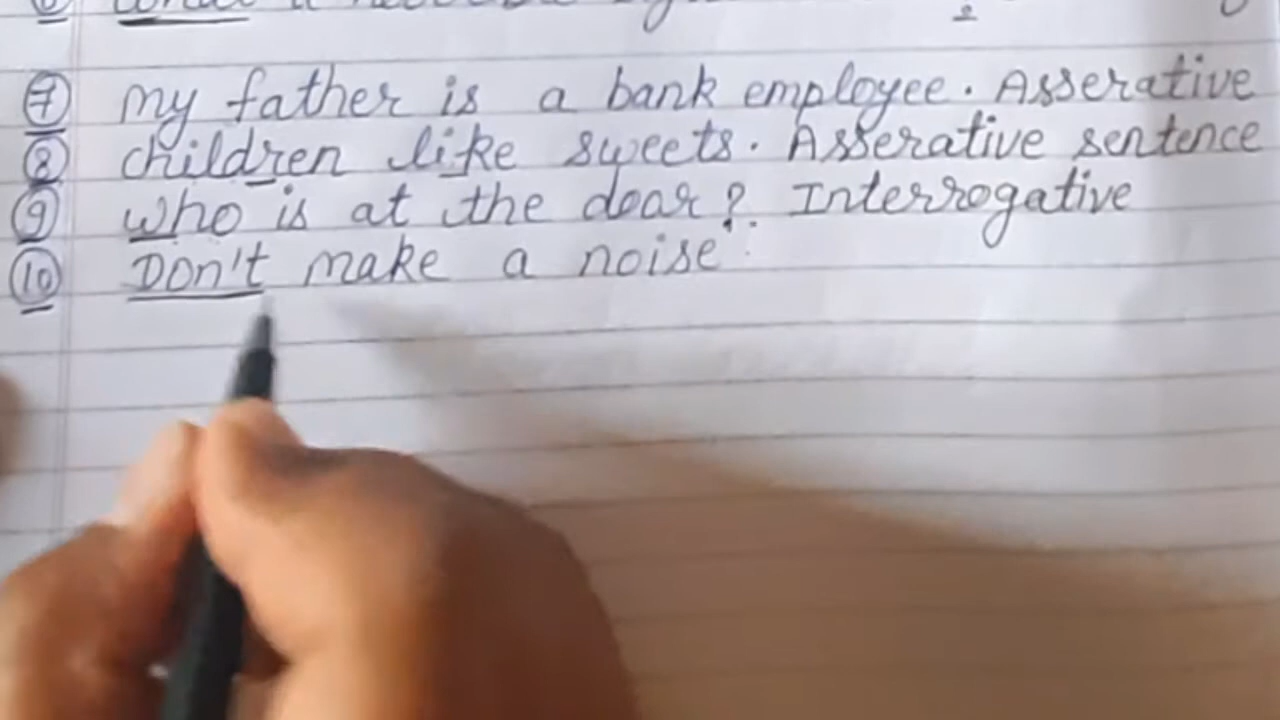 ⑦ my father is a bank employee. Asserative
⑧ children like sweets. Asserative sentence
⑨ who is at the doar? Interrogative
⑩ Don't make a noise.